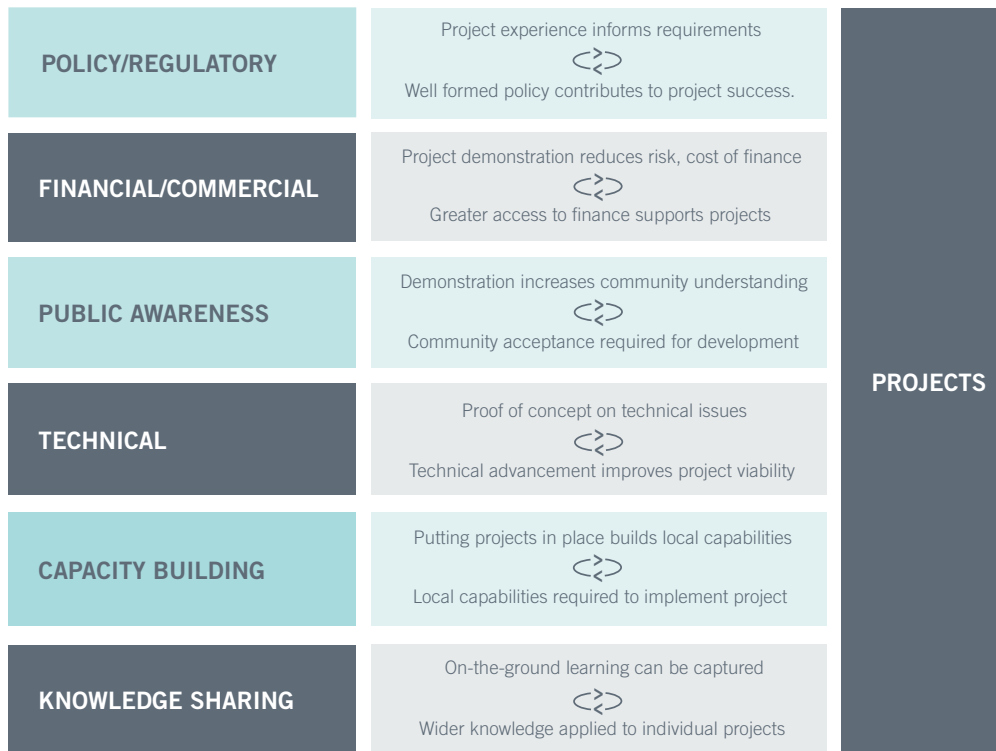 POLICY/REGULATORY
Project experience informs requirements
Well formed policy contributes to project success.
FINANCIAL/COMMERCIAL
Project demonstration reduces risk, cost of finance
Greater access to finance supports projects
PUBLIC AWARENESS
Demonstration increases community understanding
Community acceptance required for development
TECHNICAL
Proof of concept on technical issues
Technical advancement improves project viability
CAPACITY BUILDING
Putting projects in place builds local capabilities
Local capabilities required to implement project
KNOWLEDGE SHARING
On-the-ground learning can be captured
Wider knowledge applied to individual projects
PROJECTS